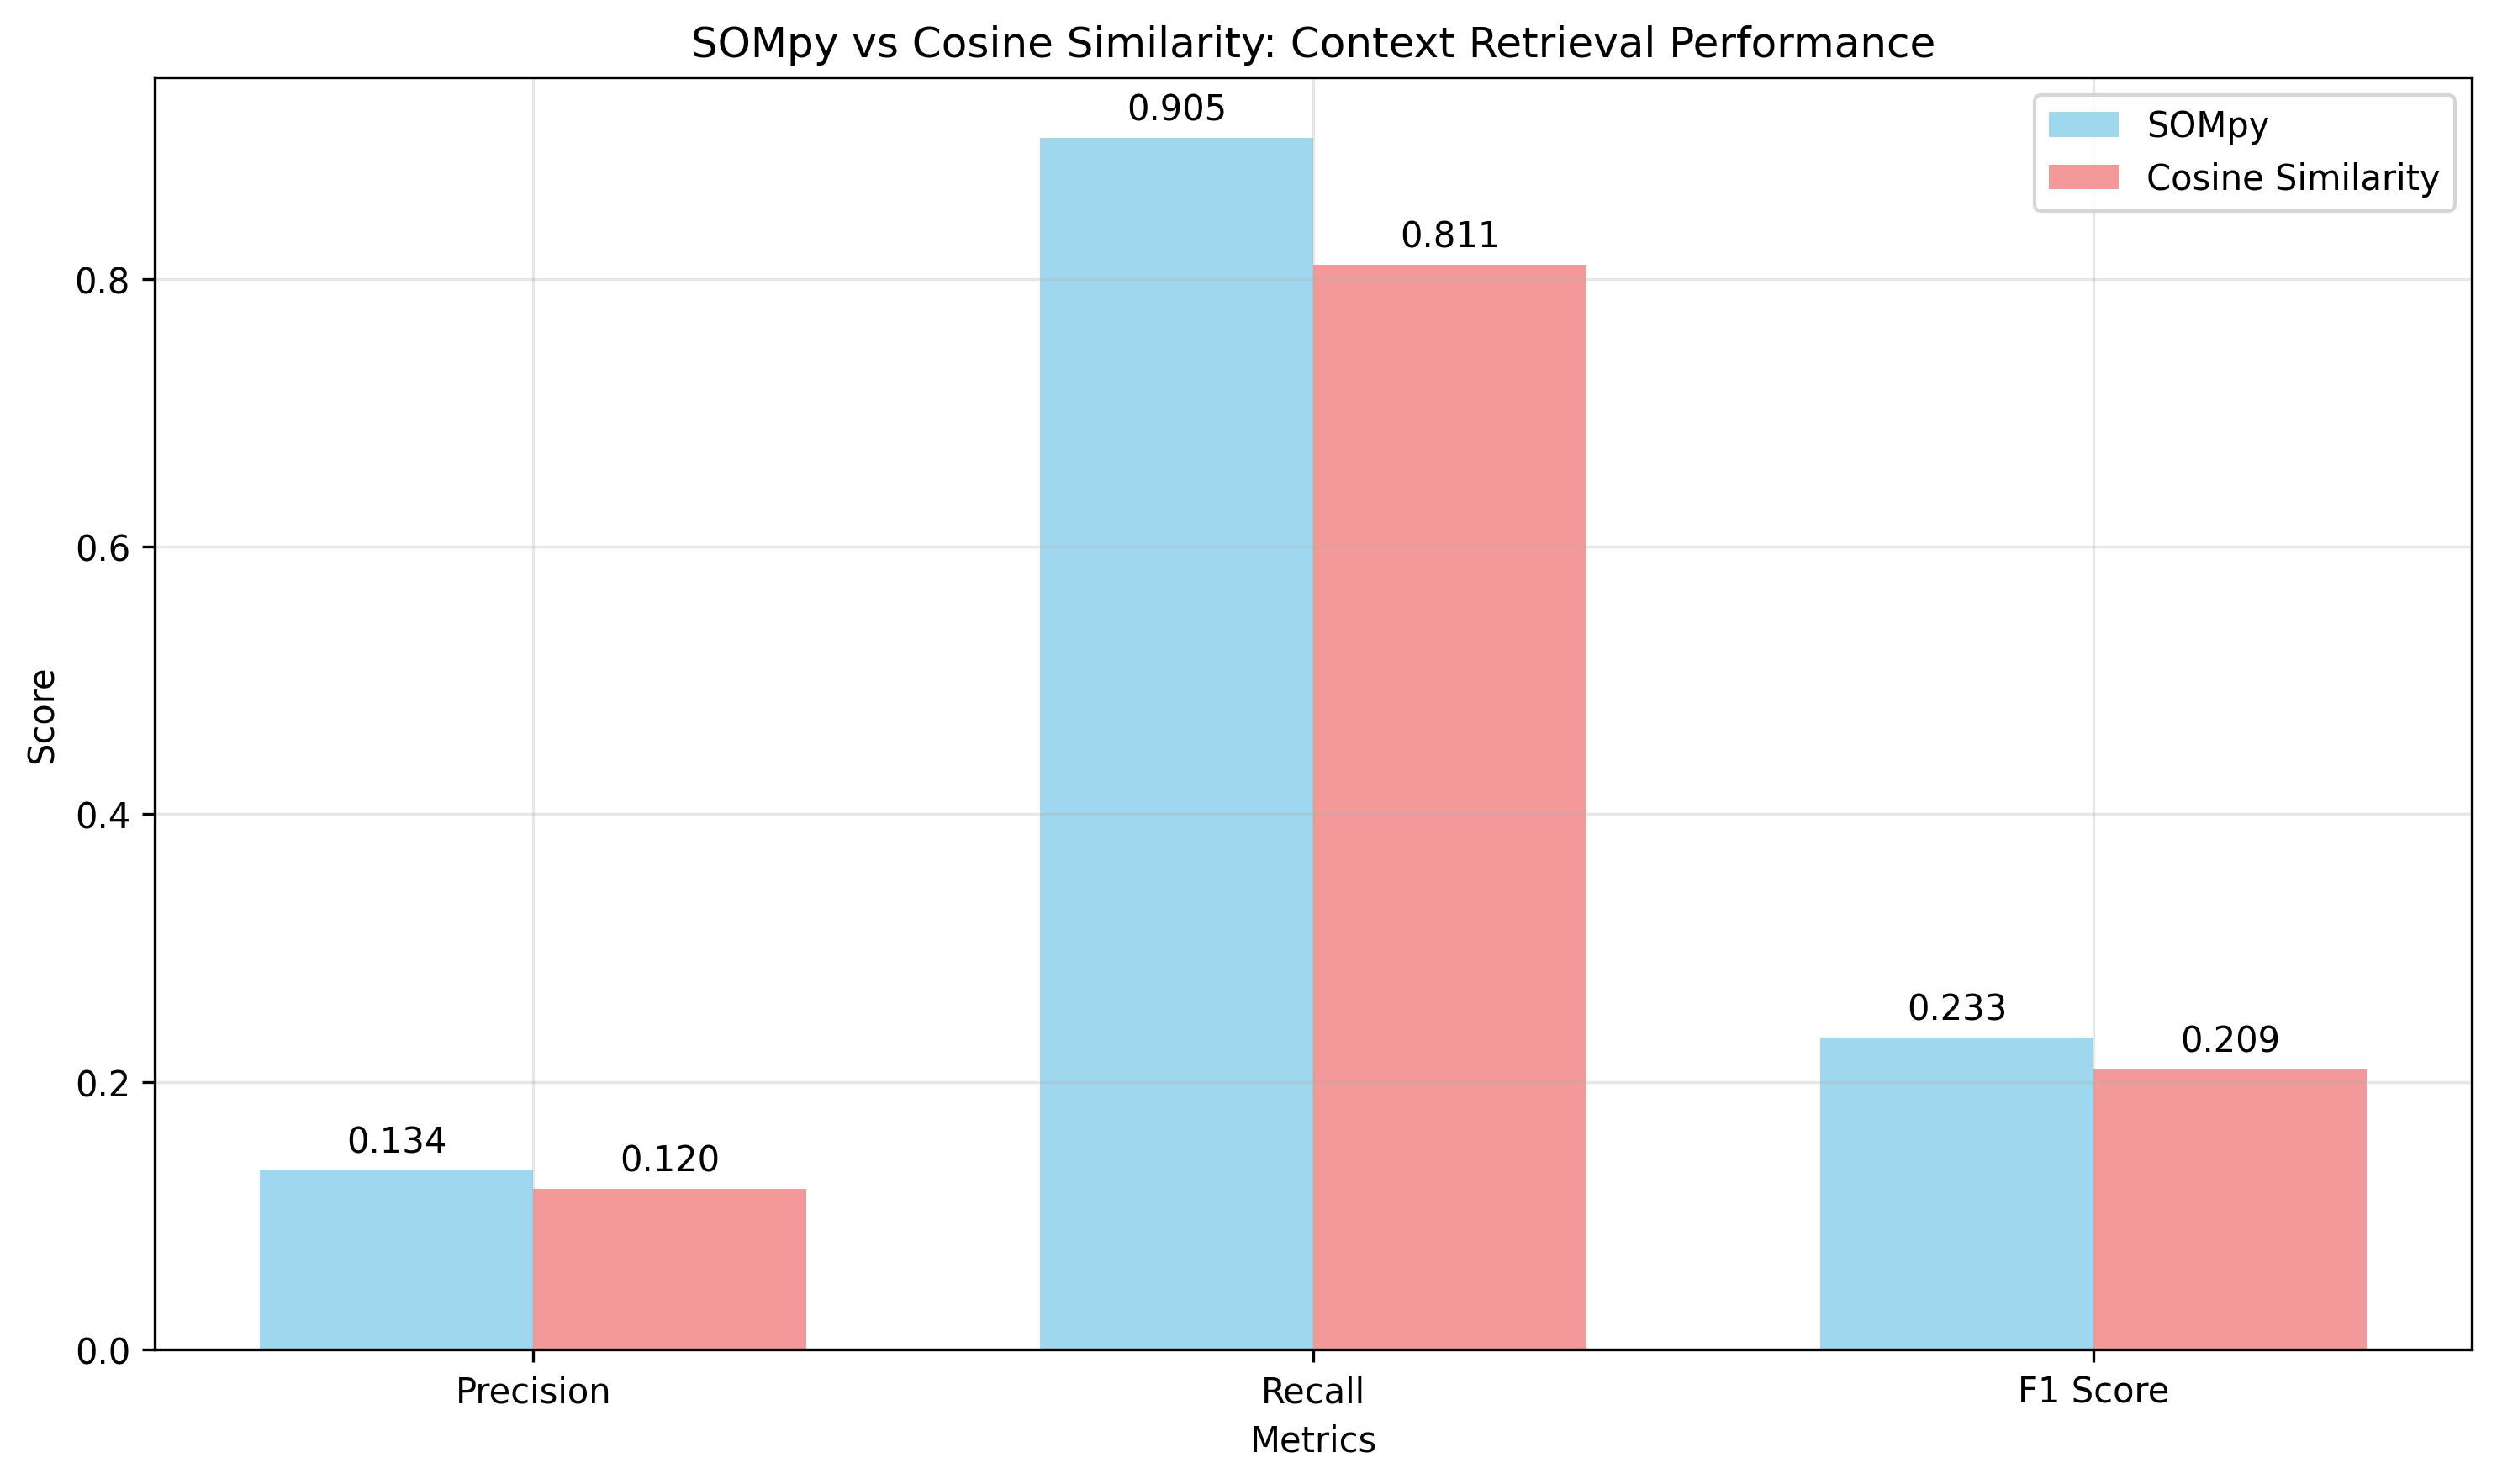 SOMpy vs Cosine Similarity: Context Retrieval Performance
SOMpy
Cosine Similarity
Score
0.8
0.6
0.4
0.2
0.0
0.134
0.120
0.905
0.811
0.233
0.209
Precision
Recall
F1 Score
Metrics